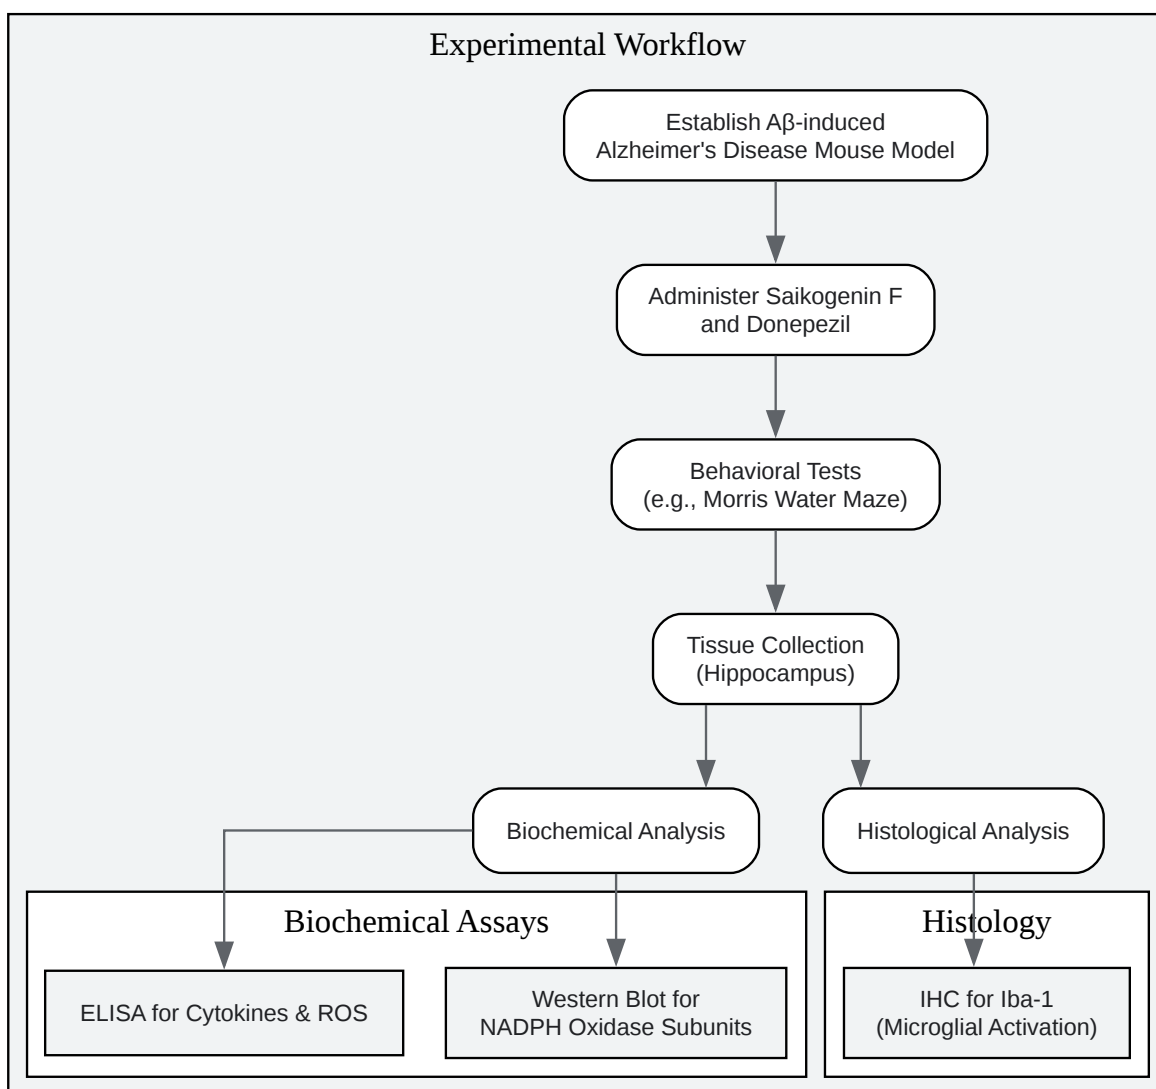 Experimental Workflow
Establish Aβ-induced
Alzheimer's Disease Mouse Model
Administer Saikogenin F
and Donepezil
Behavioral Tests
(e.g., Morris Water Maze)
Tissue Collection
(Hippocampus)
Biochemical Analysis
Histological Analysis
Biochemical Assays
Histology
ELISA for Cytokines & ROS
Western Blot for
NADPH Oxidase Subunits
IHC for Iba-1
(Microglial Activation)